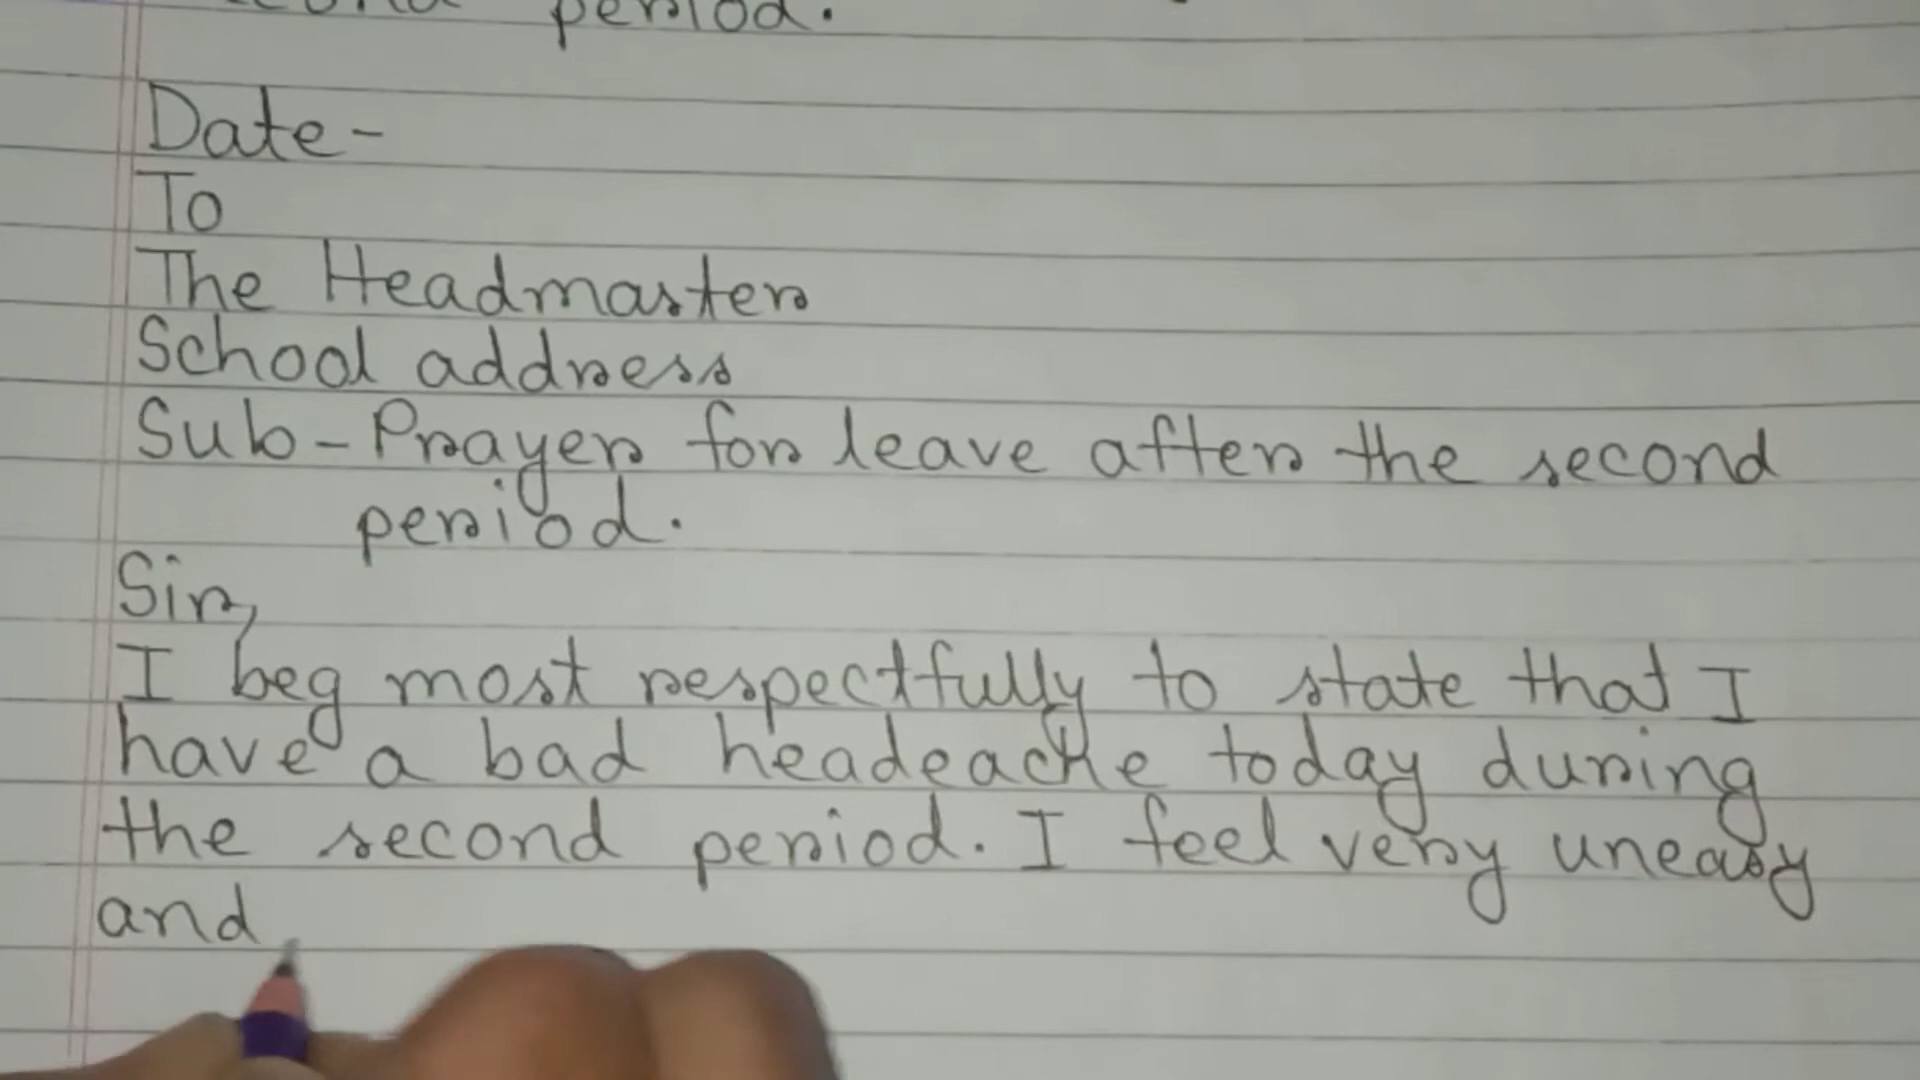 period.
Date-
To
The Headmaster
School address
Sub-Prayer for leave after the second
period.
Sir,
I beg most respectfully to state that I
have a bad headeache today during
the second period. I feel very uneasy
and